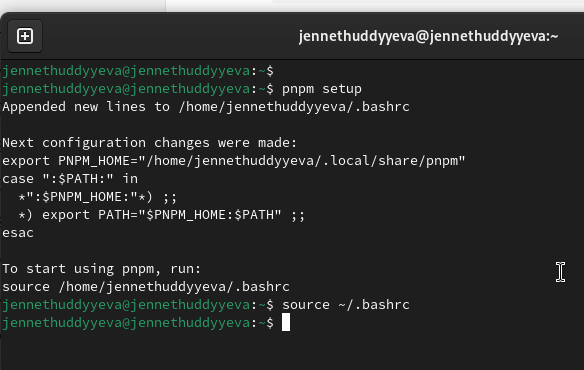 jennethuddyyeva@jennethuddyyeva:~
jennethuddyyeva@jennethuddyyeva:~$
jennethuddyyeva@jennethuddyyeva:~$ pnpm setup
Appended new lines to /home/jennethuddyyeva/.bashrc
Next configuration changes were made:
export PNPM_HOME="/home/jennethuddyyeva/.local/share/pnpm"
case ":$PATH:" in
  *":$PNPM_HOME:"*) ;;
  *) export PATH="$PNPM_HOME:$PATH" ;;
esac
To start using pnpm, run:
source /home/jennethuddyyeva/.bashrc
jennethuddyyeva@jennethuddyyeva:~$ source ~/.bashrc
jennethuddyyeva@jennethuddyyeva:~$